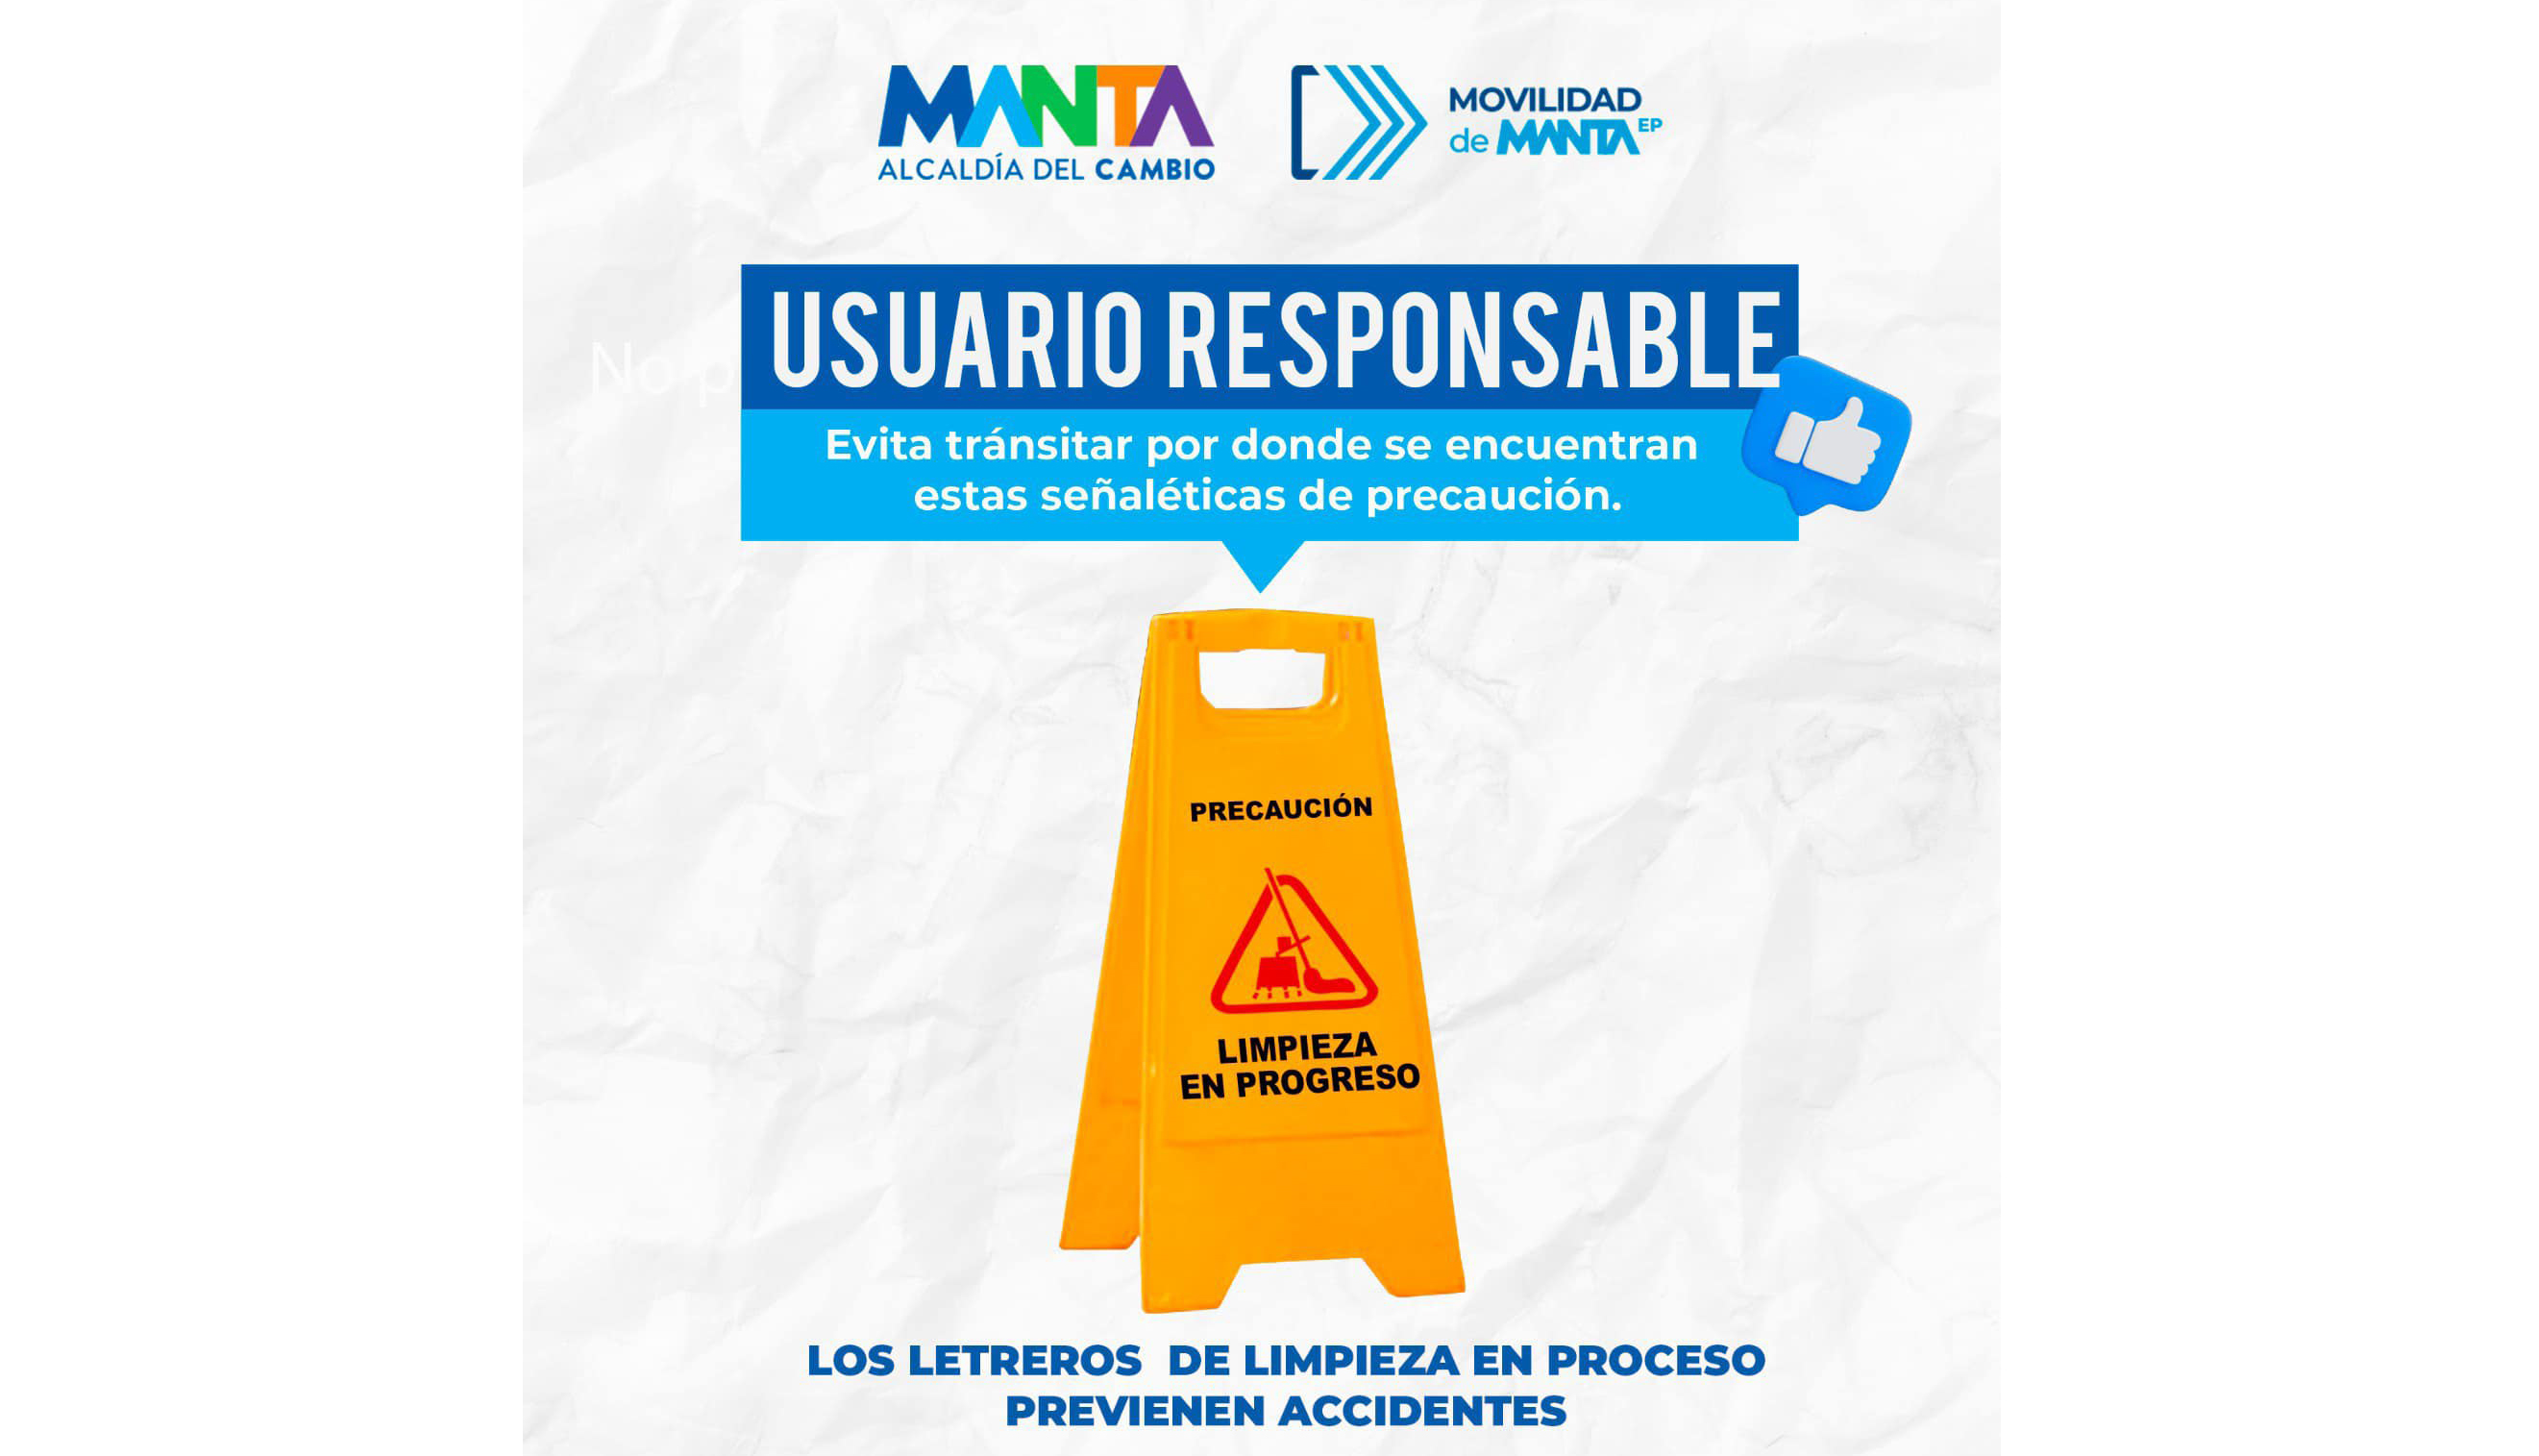 MANTA
ALCALDÍA DEL CAMBIO
MOVILIDAD
de MANTA EP
USUARIO RESPONSABLE
No p
Evita tránsitar por donde se encuentran
estas señaléticas de precaución.
PRECAUCIÓN
LIMPIEZA
EN PROGRESO
LOS LETREROS DE LIMPIEZA EN PROCESO
PREVIENEN ACCIDENTES